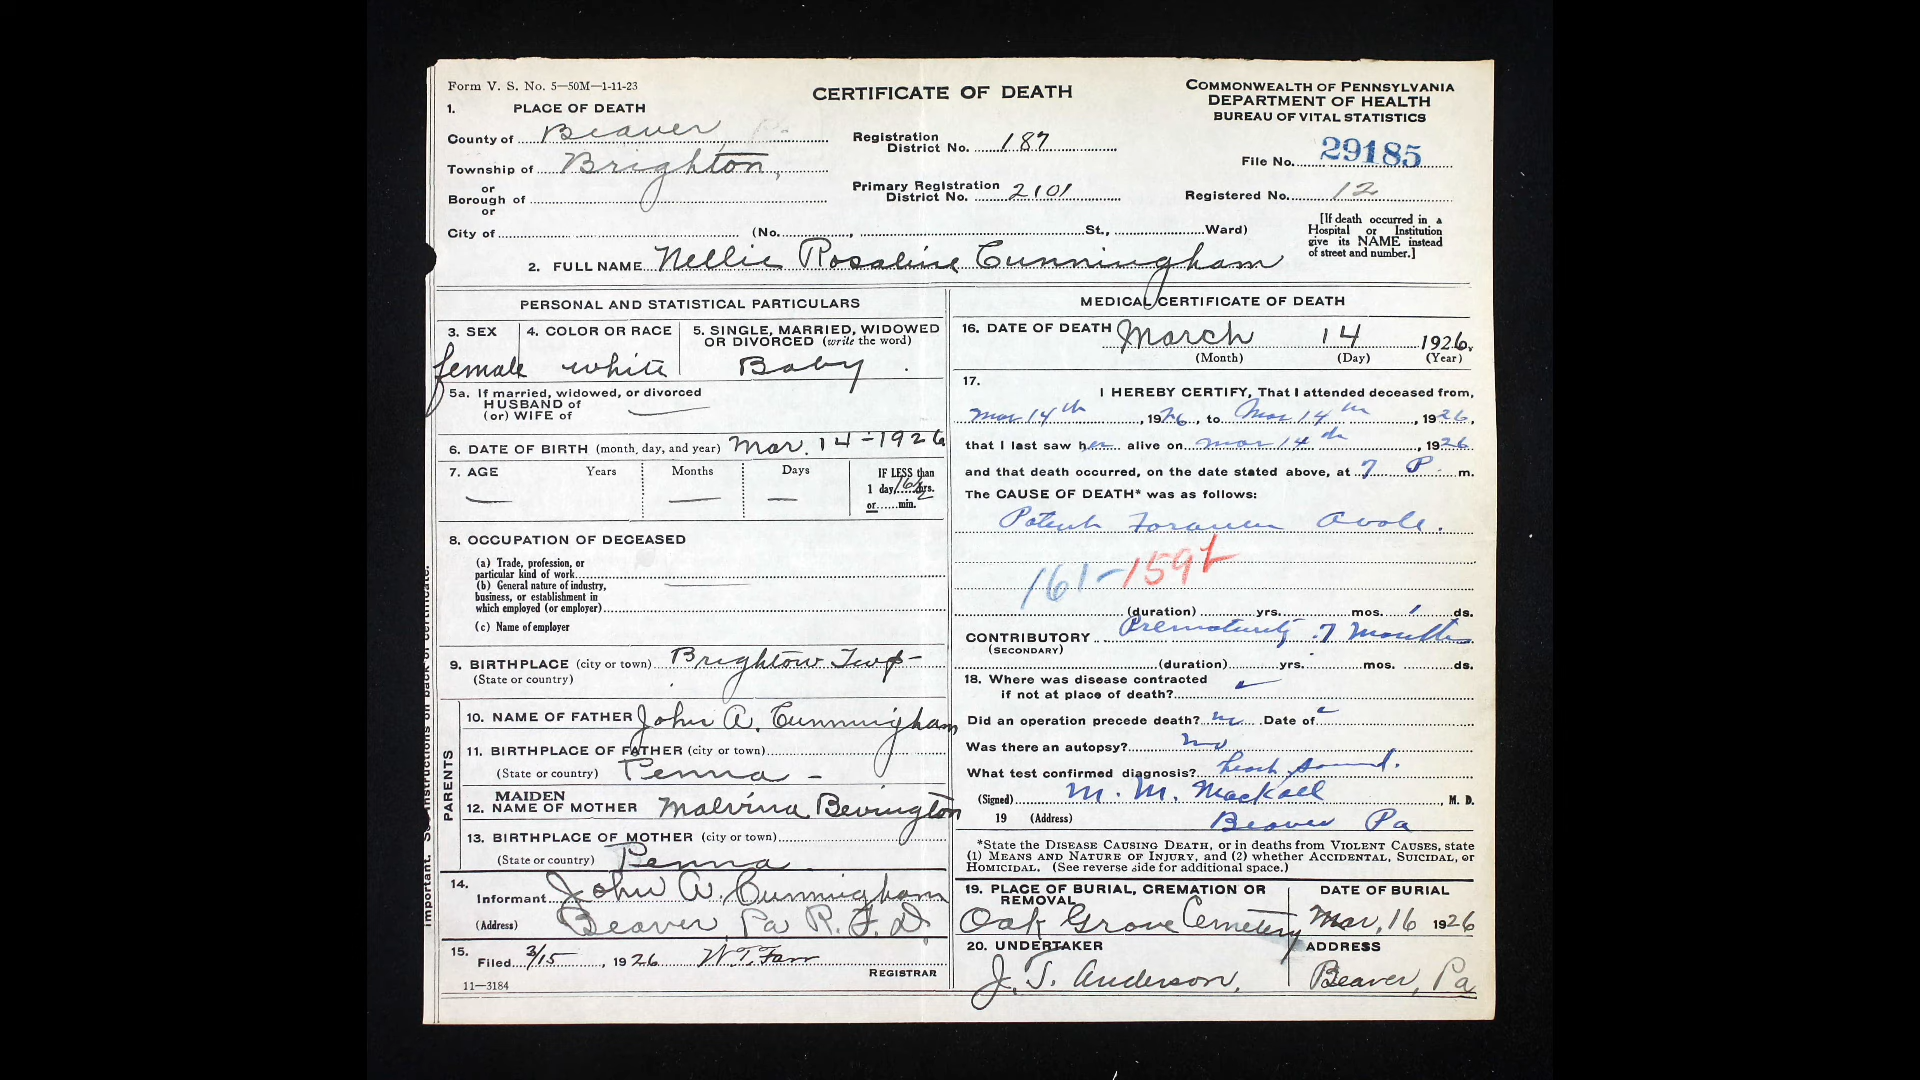 Form V. S. No. 5—50M—1-11-23
CERTIFICATE OF DEATH
COMMONWEALTH OF PENNSYLVANIA
DEPARTMENT OF HEALTH
BUREAU OF VITAL STATISTICS
1. PLACE OF DEATH
County of Beaver
Township of Brighton,
or
Borough of
or
City of (No. , St., Ward)
Registration District No. 187
Primary Registration District No. 2101
File No. 29185
Registered No. 12
[If death occurred in a
Hospital or Institution
give its NAME instead
of street and number.]
2. FULL NAME Nellie Rosaline Cunningham
PERSONAL AND STATISTICAL PARTICULARS
3. SEX
female
4. COLOR OR RACE
white
5. SINGLE, MARRIED, WIDOWED
OR DIVORCED (write the word)
Baby
5a. If married, widowed, or divorced
HUSBAND of
(or) WIFE of
6. DATE OF BIRTH (month, day, and year) Mar. 14-1926
7. AGE Years Months Days
IF LESS than
1 day, 16½ hrs.
or......min.
8. OCCUPATION OF DECEASED
(a) Trade, profession, or
particular kind of work
(b) General nature of industry,
business, or establishment in
which employed (or employer)
(c) Name of employer
9. BIRTHPLACE (city or town) Brighton Twp-
(State or country)
PARENTS
10. NAME OF FATHER John A. Cunningham
11. BIRTHPLACE OF FATHER (city or town)
(State or country) Penna -
MAIDEN
12. NAME OF MOTHER Malvina Bevington
13. BIRTHPLACE OF MOTHER (city or town)
(State or country) Penna
14.
Informant John A. Cunningham
(Address) Beaver, Pa R.F.D.
15.
Filed 3/15, 1926 W.T. Farr
REGISTRAR
11—3184
MEDICAL CERTIFICATE OF DEATH
16. DATE OF DEATH March 14 1926.
(Month) (Day) (Year)
17.
I HEREBY CERTIFY, That I attended deceased from,
Mar 14th, 1926, to Mar 14th, 1926,
that I last saw her alive on Mar 14th, 1926
and that death occurred, on the date stated above, at 7 P. m.
The CAUSE OF DEATH* was as follows:
Patent Foramen Ovale.
161-159
(duration) yrs. mos. 1 ds.
CONTRIBUTORY Prematurity 7 Months
(SECONDARY)
(duration) yrs. mos. ds.
18. Where was disease contracted
if not at place of death?
Did an operation precede death? no Date of
Was there an autopsy? no
What test confirmed diagnosis? heart sound.
(Signed) M. M. Mackall, M. D.
19 (Address) Beaver Pa
*State the DISEASE CAUSING DEATH, or in deaths from VIOLENT CAUSES, state
(1) MEANS AND NATURE OF INJURY, and (2) whether ACCIDENTAL, SUICIDAL, or
HOMICIDAL. (See reverse side for additional space.)
19. PLACE OF BURIAL, CREMATION OR
REMOVAL
Oak Grove Cemetery
DATE OF BURIAL
Mar, 16 1926
20. UNDERTAKER
J. T. Anderson,
ADDRESS
Beaver, Pa
important. See instructions on back of certificate.